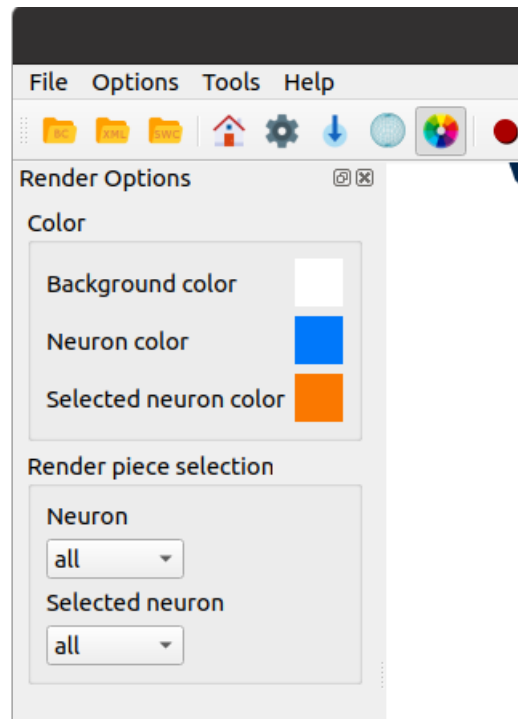 File Options Tools Help
BC XML SWC
Render Options
Color
Background color
Neuron color
Selected neuron color
Render piece selection
Neuron
all
Selected neuron
all